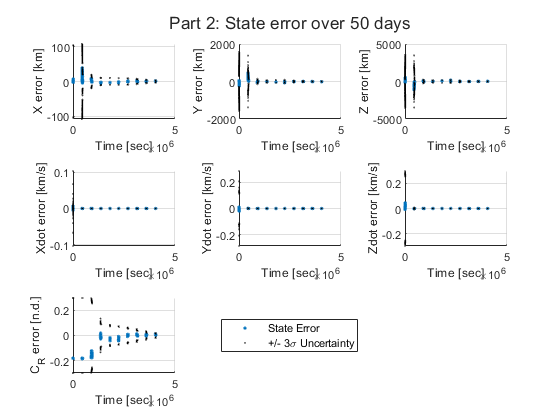 Part 2: State error over 50 days
X error [km]
100
0
-100
0
5
Time [sec]
×10^6
Y error [km]
2000
0
-2000
0
5
Time [sec]
×10^6
Z error [km]
5000
0
-5000
0
5
Time [sec]
×10^6
Xdot error [km/s]
0.1
0
-0.1
0
5
Time [sec]
×10^6
Ydot error [km/s]
0.2
0
-0.2
0
5
Time [sec]
×10^6
Zdot error [km/s]
0.2
0
-0.2
0
5
Time [sec]
×10^6
C_R error [n.d.]
0.2
0
-0.2
0
5
Time [sec]
×10^6
State Error
+/- 3σ Uncertainty